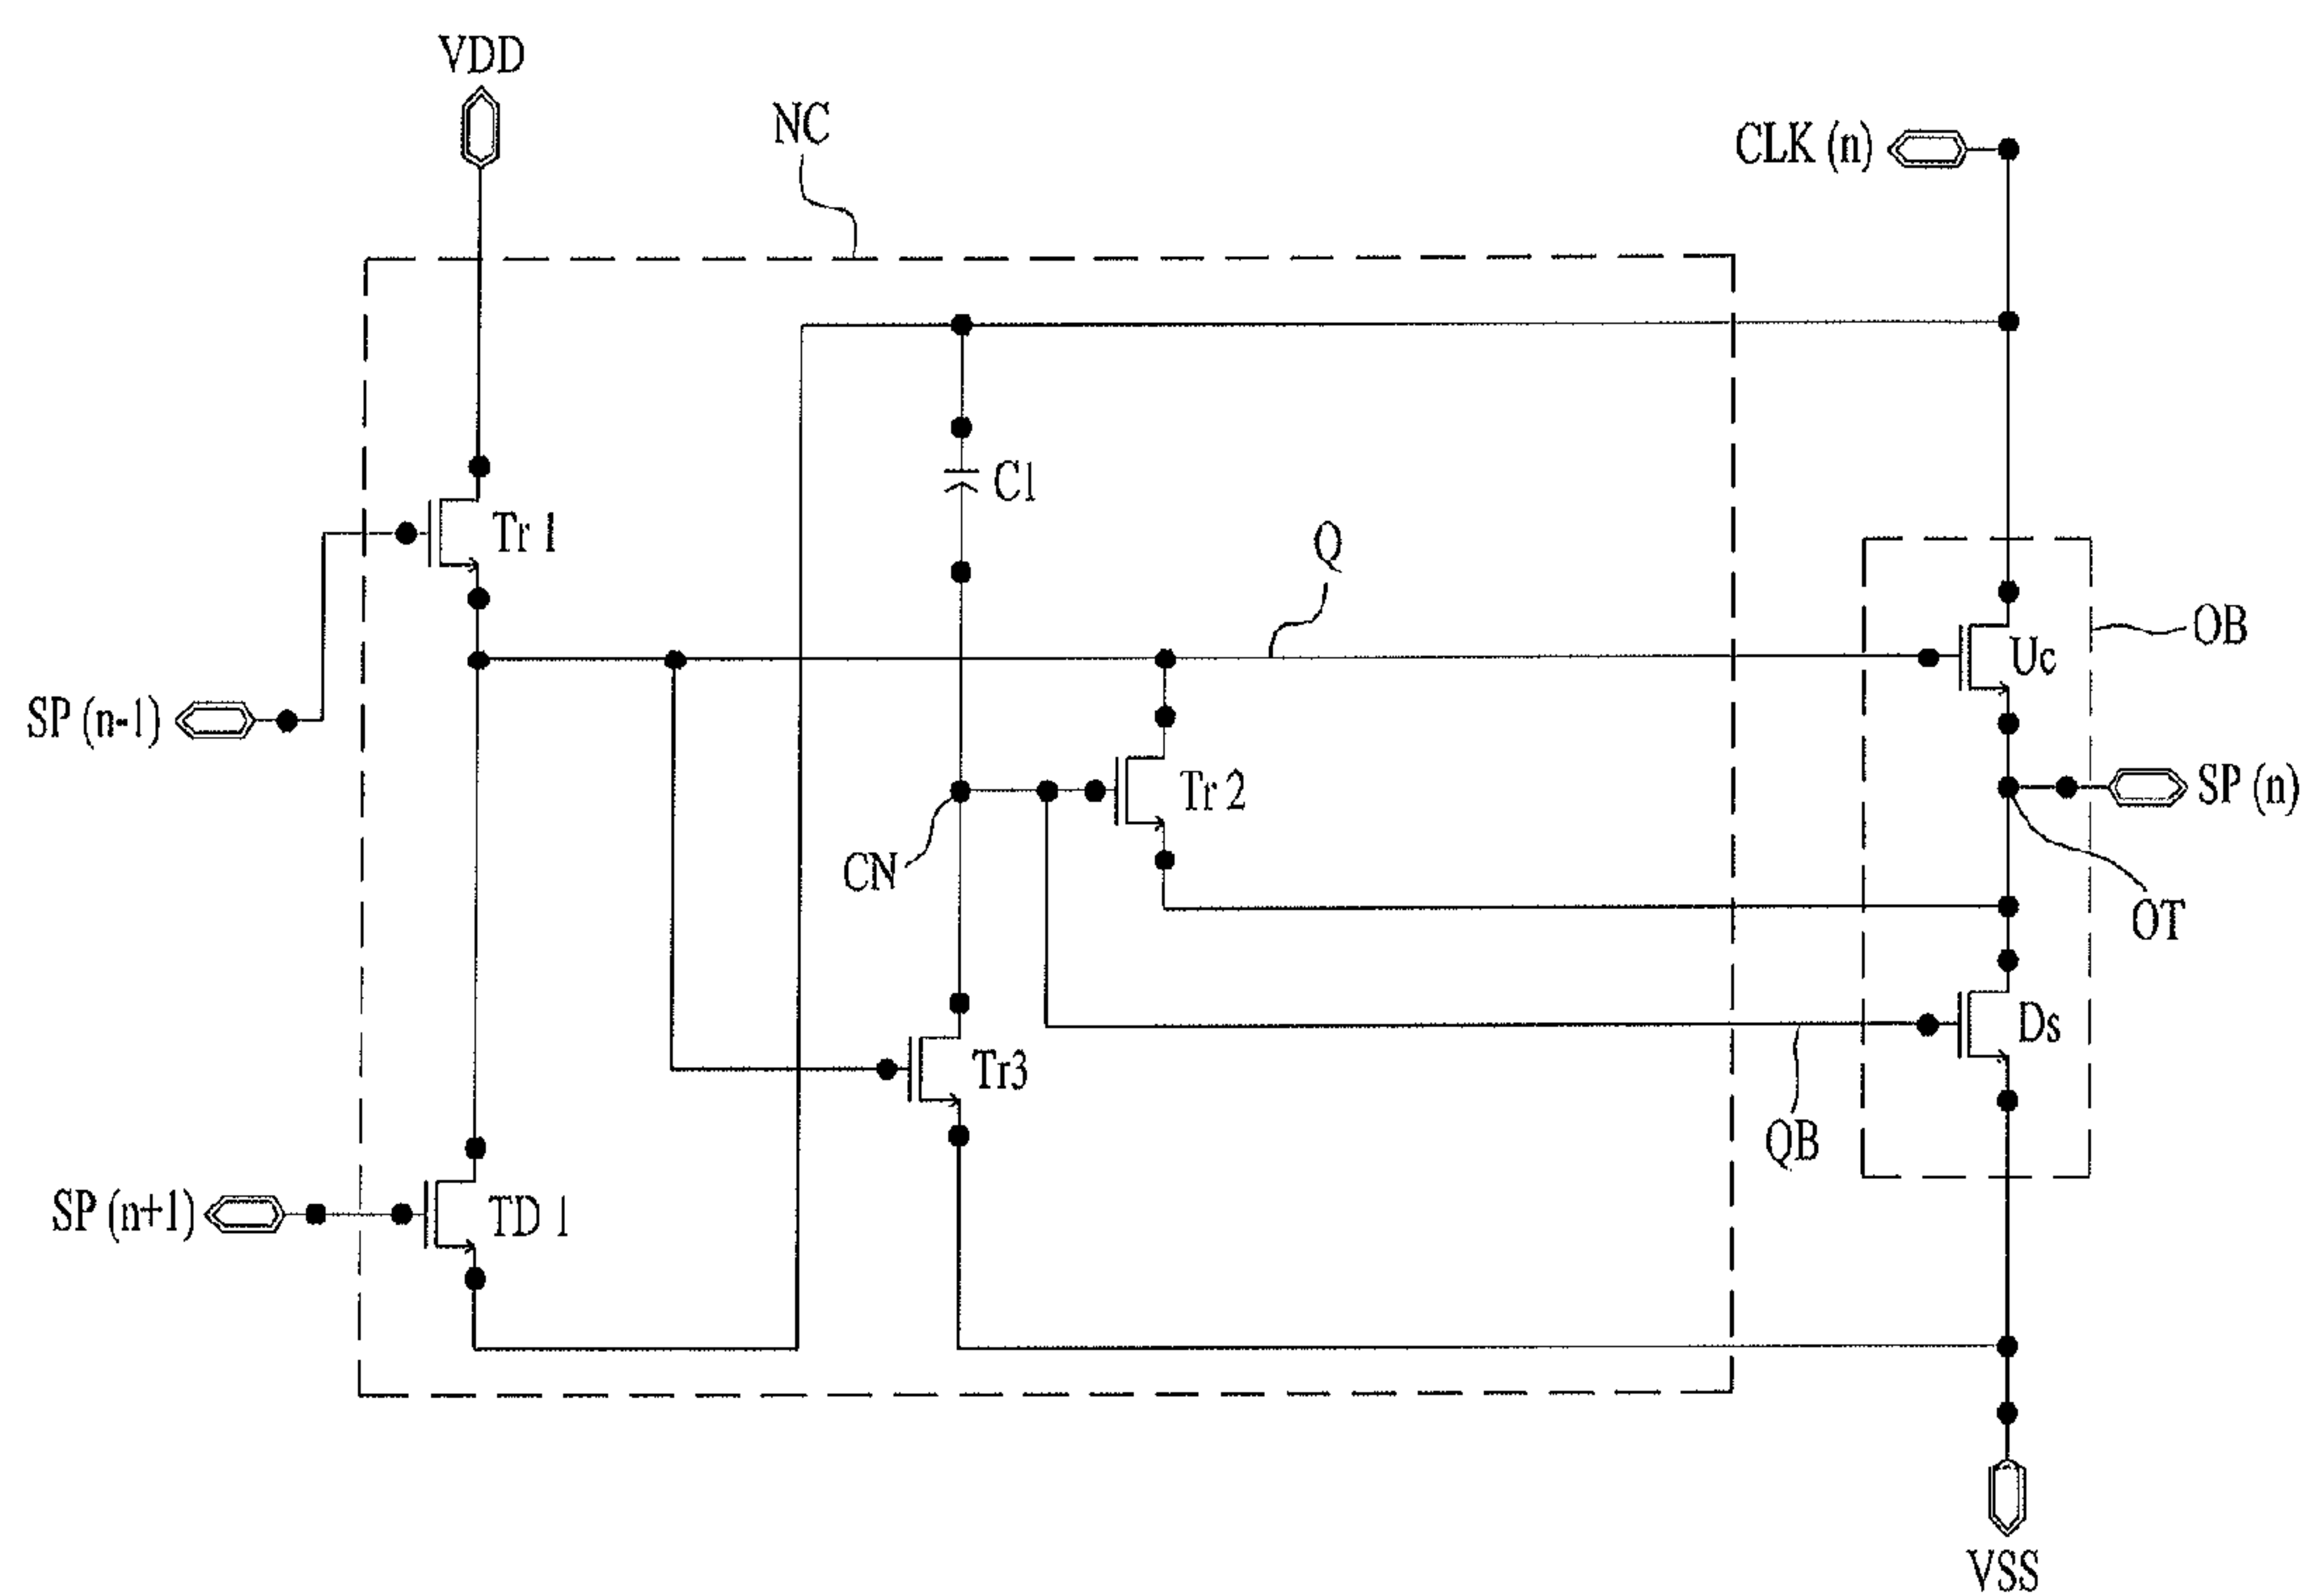 VDD
NC
CLK (n)
C1
Tr 1
Q
OB
Uc
SP (n-1)
Tr 2
SP (n)
CN
OT
Ds
Tr3
QB
SP (n+1)
TD 1
VSS